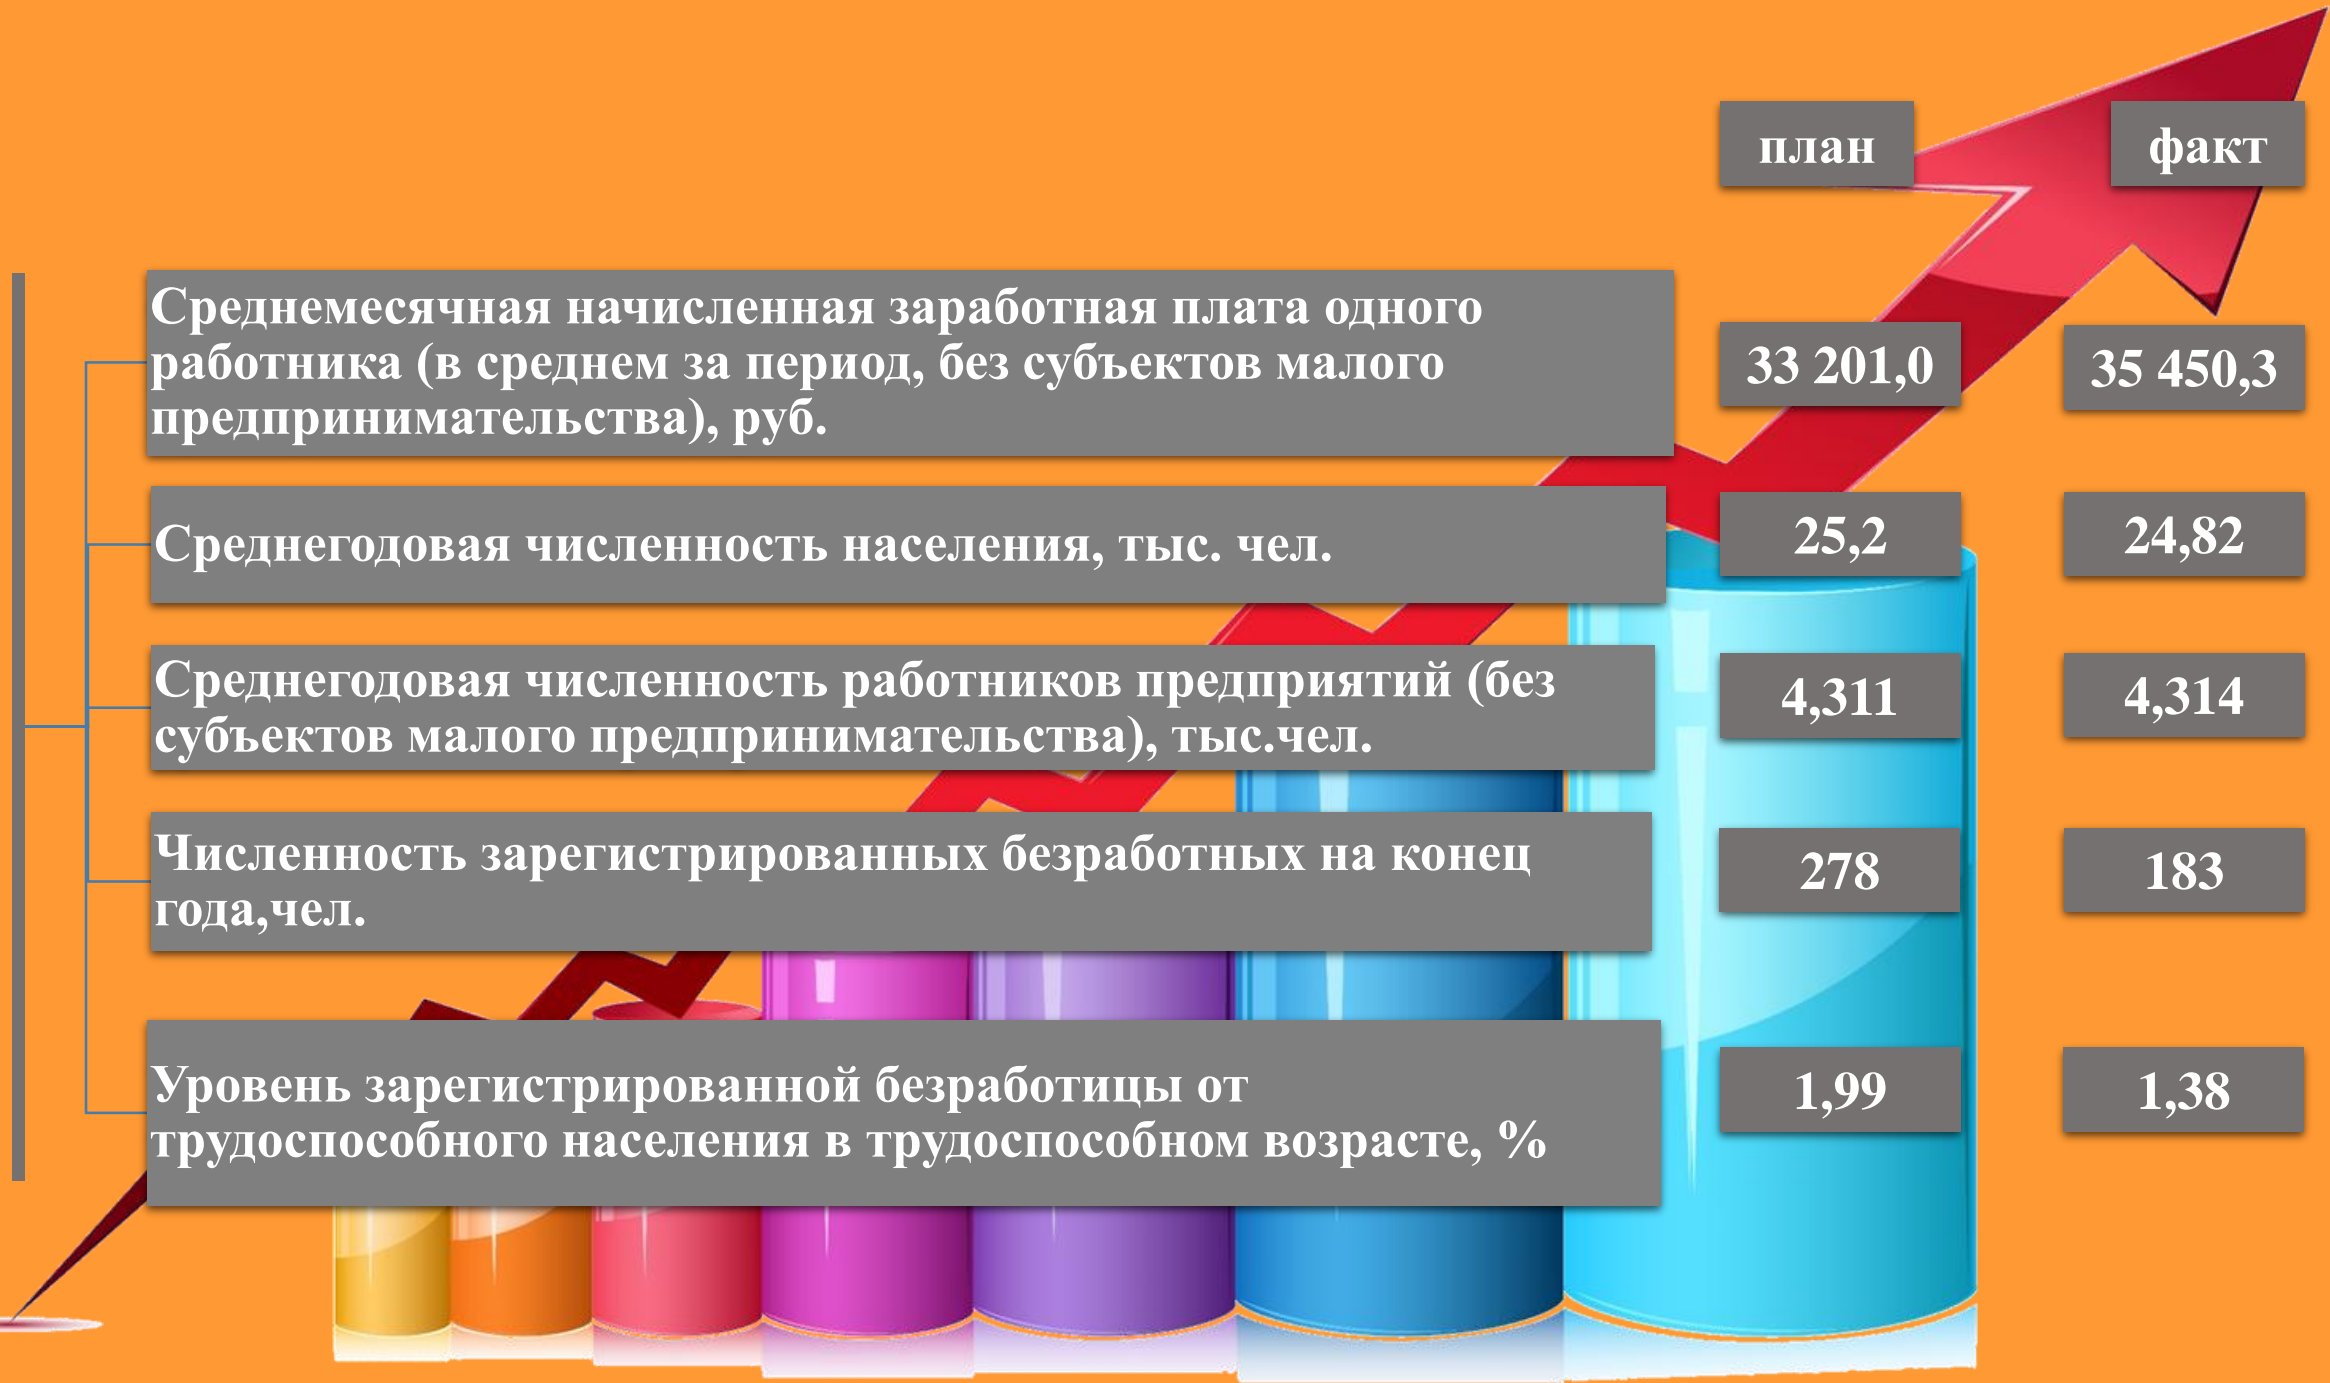 план факт
Среднемесячная начисленная заработная плата одного
работника (в среднем за период, без субъектов малого
предпринимательства), руб.
33 201,0 35 450,3
Среднегодовая численность населения, тыс. чел.
25,2 24,82
Среднегодовая численность работников предприятий (без
субъектов малого предпринимательства), тыс.чел.
4,311 4,314
Численность зарегистрированных безработных на конец
года,чел.
278 183
Уровень зарегистрированной безработицы от
трудоспособного населения в трудоспособном возрасте, %
1,99 1,38